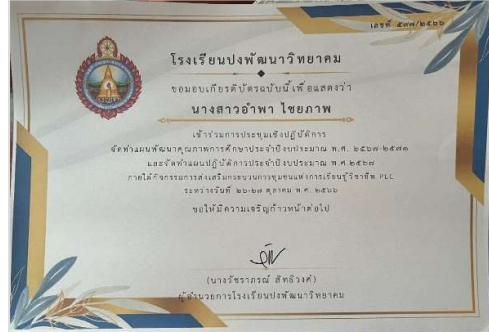 เลขที่ ๕๙๗/๒๕๖๖
โรงเรียนปงพัฒนาวิทยาคม
ขอมอบเกียรติบัตรฉบับนี้เพื่อแสดงว่า
นางสาวอำพา ไชยภาพ
เข้าร่วมการประชุมเชิงปฏิบัติการ
จัดทำแผนพัฒนาคุณภาพการศึกษาประจำปีงบประมาณ พ.ศ. ๒๕๖๗-๒๕๗๑
และจัดทำแผนปฏิบัติการประจำปีงบประมาณ พ.ศ.๒๕๖๗
ภายใต้กิจกรรมการส่งเสริมกระบวนการชุมชนแห่งการเรียนรู้วิชาชีพ PLC
ระหว่างวันที่ ๒๖-๒๗ ตุลาคม พ.ศ. ๒๕๖๖
ขอให้มีความเจริญก้าวหน้าต่อไป
(นางวัชราภรณ์ สิทธิวงค์)
ผู้อำนวยการโรงเรียนปงพัฒนาวิทยาคม